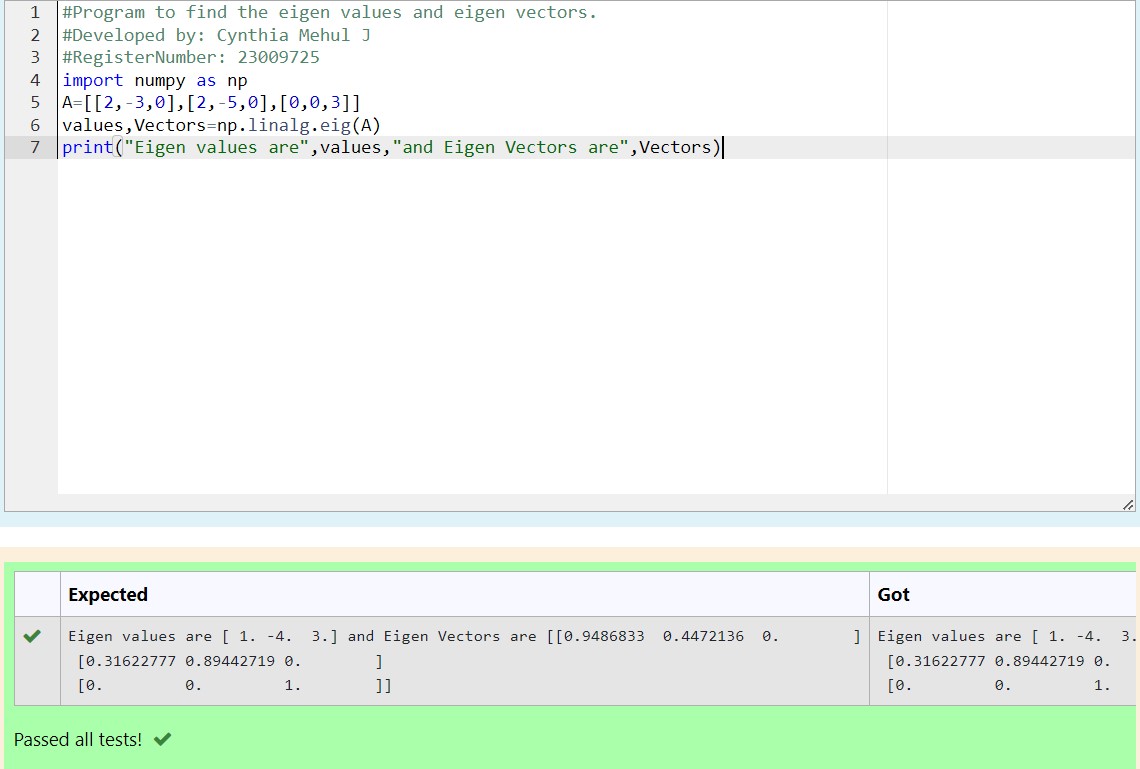 1 #Program to find the eigen values and eigen vectors.
2 #Developed by: Cynthia Mehul J
3 #RegisterNumber: 23009725
4 import numpy as np
5 A=[[2,-3,0],[2,-5,0],[0,0,3]]
6 values,Vectors=np.linalg.eig(A)
7 print("Eigen values are",values,"and Eigen Vectors are",Vectors)
Expected Got
Eigen values are [ 1. -4.  3.] and Eigen Vectors are [[0.9486833  0.4472136  0.        ] Eigen values are [ 1. -4.  3.
[0.31622777 0.89442719 0.        ] [0.31622777 0.89442719 0.
[0.         0.         1.        ]] [0.         0.         1.
Passed all tests!